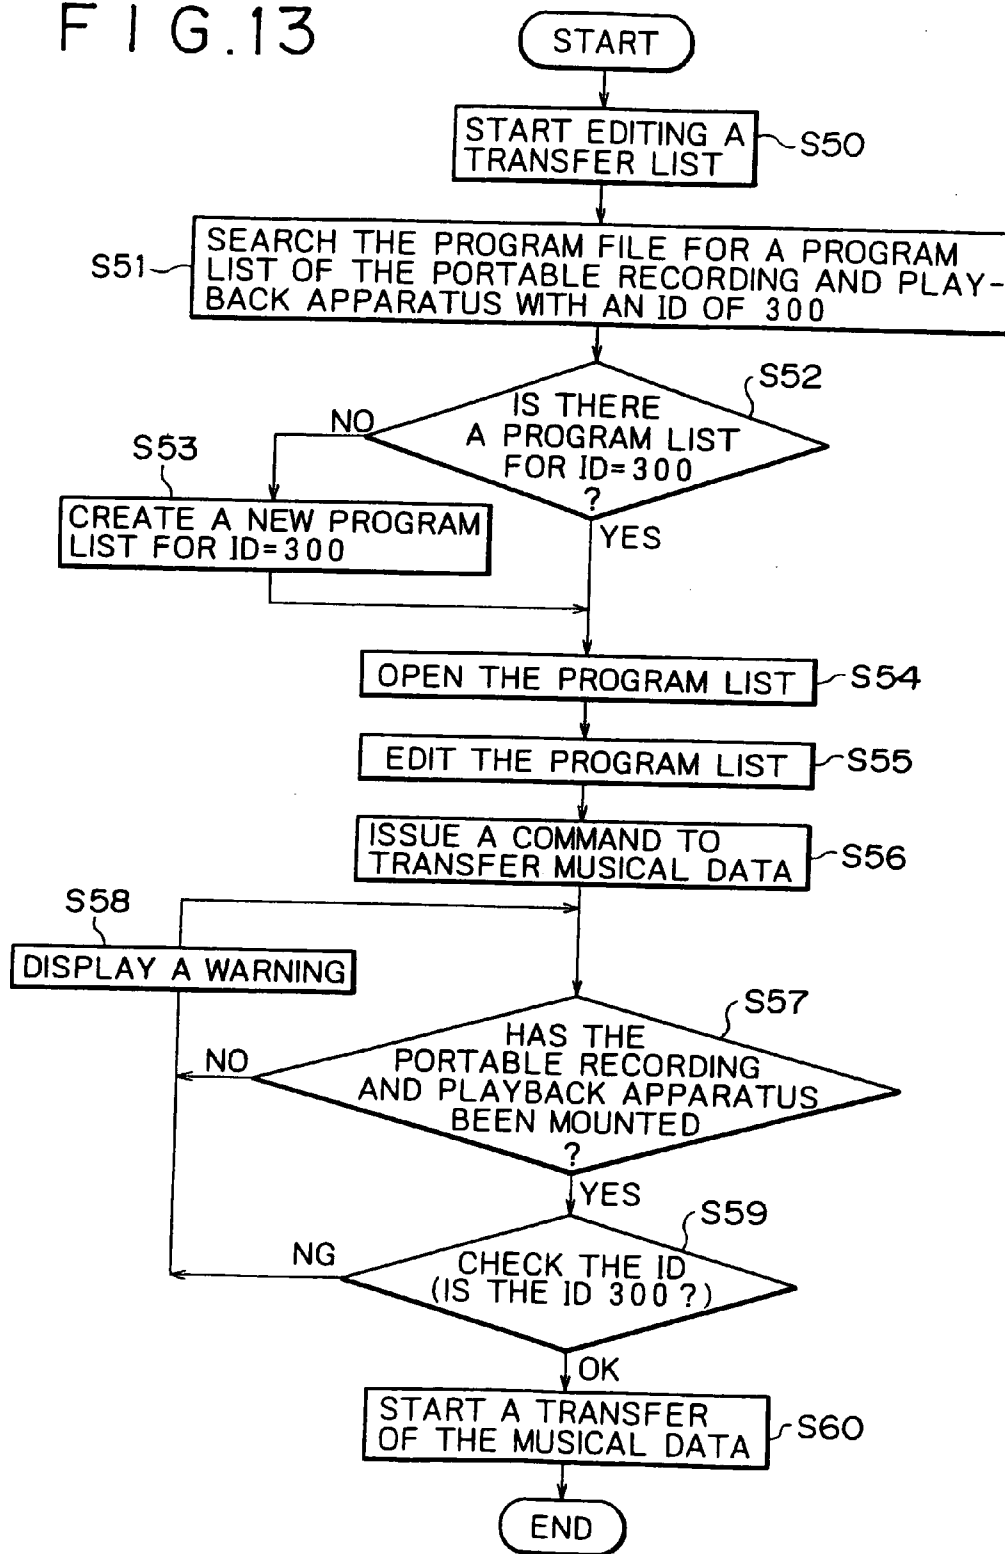 FIG.13
START
START EDITING A
TRANSFER LIST
S50
SEARCH THE PROGRAM FILE FOR A PROGRAM
LIST OF THE PORTABLE RECORDING AND PLAY-
BACK APPARATUS WITH AN ID OF 300
S51
S52
IS THERE
A PROGRAM LIST
FOR ID=300
?
NO
YES
S53
CREATE A NEW PROGRAM
LIST FOR ID=300
OPEN THE PROGRAM LIST
S54
EDIT THE PROGRAM LIST
S55
ISSUE A COMMAND TO
TRANSFER MUSICAL DATA
S56
S58
DISPLAY A WARNING
S57
HAS THE
PORTABLE RECORDING
AND PLAYBACK APPARATUS
BEEN MOUNTED
?
NO
YES
S59
CHECK THE ID
(IS THE ID 300?)
NG
OK
START A TRANSFER
OF THE MUSICAL DATA
S60
END